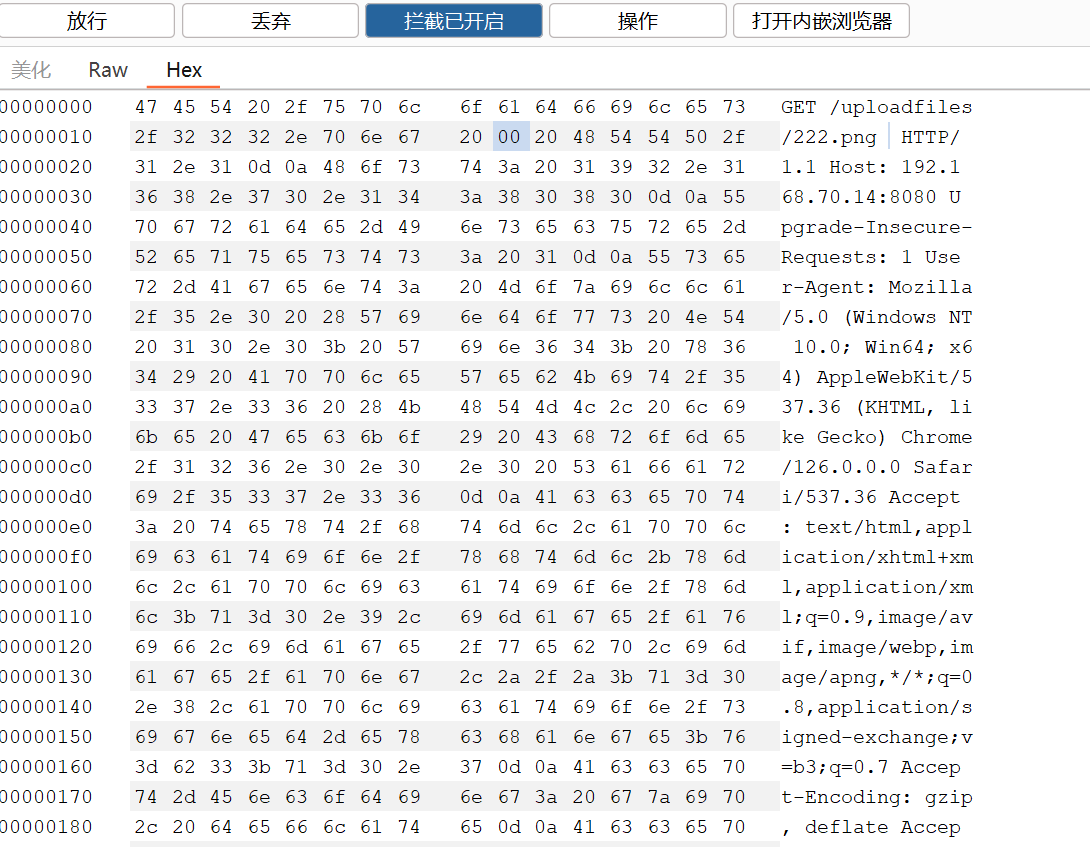 放行 丢弃 拦截已开启 操作 打开内嵌浏览器
美化 Raw Hex
00000000 47 45 54 20 2f 75 70 6c 6f 61 64 66 69 6c 65 73 GET /uploadfiles
00000010 2f 32 32 32 2e 70 6e 67 20 00 20 48 54 54 50 2f /222.png HTTP/
00000020 31 2e 31 0d 0a 48 6f 73 74 3a 20 31 39 32 2e 31 1.1 Host: 192.1
00000030 36 38 2e 37 30 2e 31 34 3a 38 30 38 30 0d 0a 55 68.70.14:8080 U
00000040 70 67 72 61 64 65 2d 49 6e 73 65 63 75 72 65 2d pgrade-Insecure-
00000050 52 65 71 75 65 73 74 73 3a 20 31 0d 0a 55 73 65 Requests: 1 Use
00000060 72 2d 41 67 65 6e 74 3a 20 4d 6f 7a 69 6c 6c 61 r-Agent: Mozilla
00000070 2f 35 2e 30 20 28 57 69 6e 64 6f 77 73 20 4e 54 /5.0 (Windows NT
00000080 20 31 30 2e 30 3b 20 57 69 6e 36 34 3b 20 78 36 10.0; Win64; x6
00000090 34 29 20 41 70 70 6c 65 57 65 62 4b 69 74 2f 35 4) AppleWebKit/5
000000a0 33 37 2e 33 36 20 28 4b 48 54 4d 4c 2c 20 6c 69 37.36 (KHTML, li
000000b0 6b 65 20 47 65 63 6b 6f 29 20 43 68 72 6f 6d 65 ke Gecko) Chrome
000000c0 2f 31 32 36 2e 30 2e 30 2e 30 20 53 61 66 61 72 /126.0.0.0 Safar
000000d0 69 2f 35 33 37 2e 33 36 0d 0a 41 63 63 65 70 74 i/537.36 Accept
000000e0 3a 20 74 65 78 74 2f 68 74 6d 6c 2c 61 70 70 6c : text/html,appl
000000f0 69 63 61 74 69 6f 6e 2f 78 68 74 6d 6c 2b 78 6d ication/xhtml+xm
00000100 6c 2c 61 70 70 6c 69 63 61 74 69 6f 6e 2f 78 6d l,application/xm
00000110 6c 3b 71 3d 30 2e 39 2c 69 6d 61 67 65 2f 61 76 l;q=0.9,image/av
00000120 69 66 2c 69 6d 61 67 65 2f 77 65 62 70 2c 69 6d if,image/webp,im
00000130 61 67 65 2f 61 70 6e 67 2c 2a 2f 2a 3b 71 3d 30 age/apng,*/*;q=0
00000140 2e 38 2c 61 70 70 6c 69 63 61 74 69 6f 6e 2f 73 .8,application/s
00000150 69 67 6e 65 64 2d 65 78 63 68 61 6e 67 65 3b 76 igned-exchange;v
00000160 3d 62 33 3b 71 3d 30 2e 37 0d 0a 41 63 63 65 70 =b3;q=0.7 Accep
00000170 74 2d 45 6e 63 6f 64 69 6e 67 3a 20 67 7a 69 70 t-Encoding: gzip
00000180 2c 20 64 65 66 6c 61 74 65 0d 0a 41 63 63 65 70 , deflate Accep